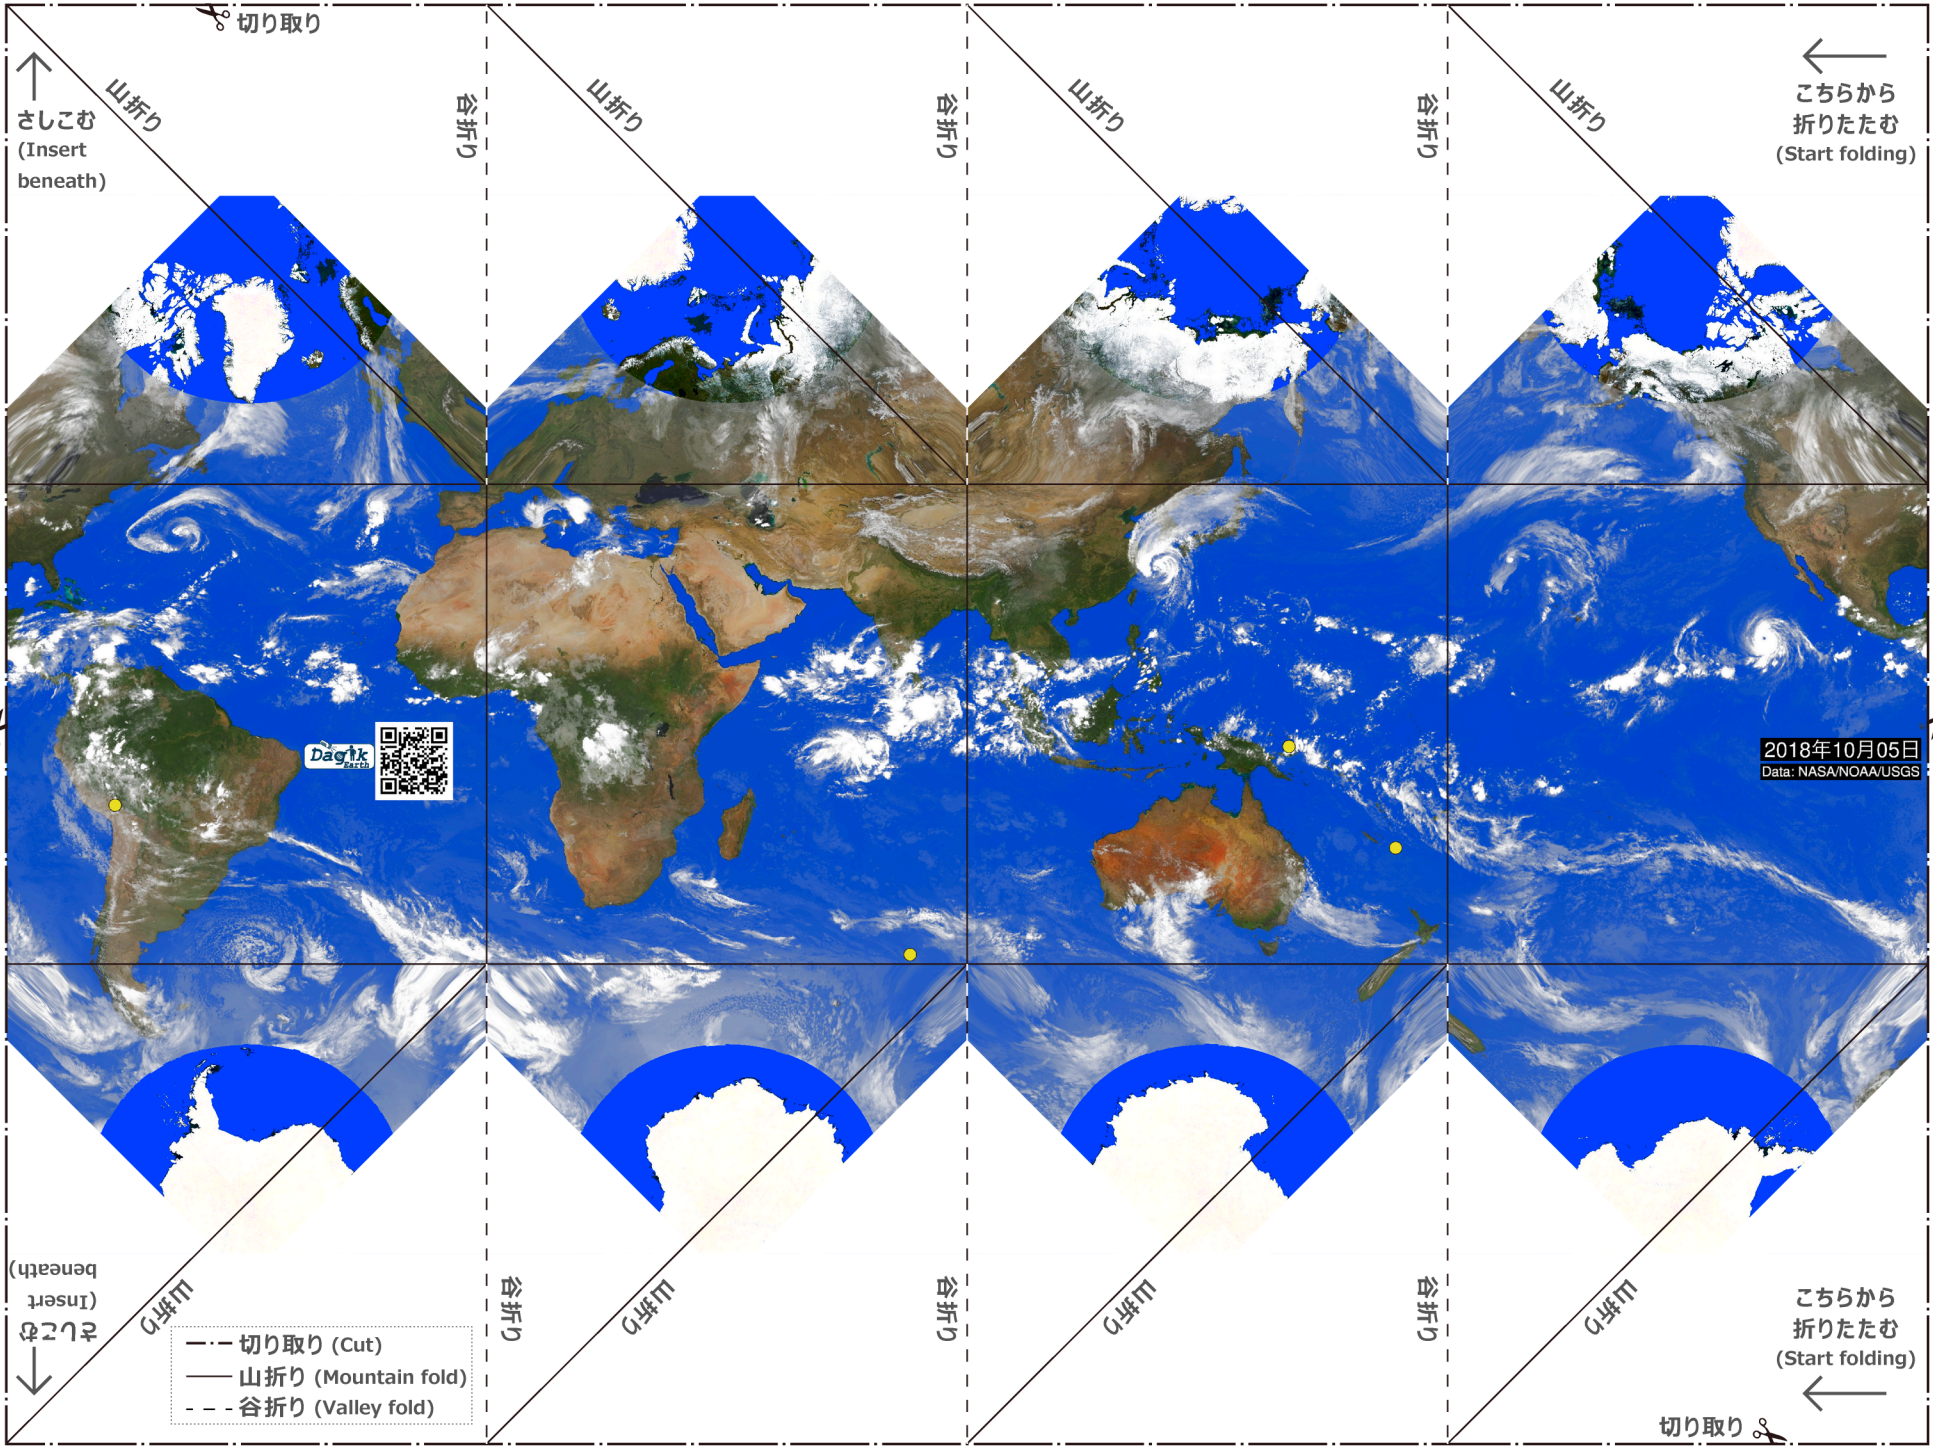 切り取り
さしこむ
(Insert
beneath)
山折り
谷折り
山折り
谷折り
山折り
谷折り
山折り
こちらから
折りたたむ
(Start folding)
Dagik
Earth
2018年10月05日
Data: NASA/NOAA/USGS
さしこむ
(Insert
beneath)
山折り
谷折り
山折り
谷折り
山折り
谷折り
山折り
こちらから
折りたたむ
(Start folding)
切り取り (Cut)
山折り (Mountain fold)
谷折り (Valley fold)
切り取り